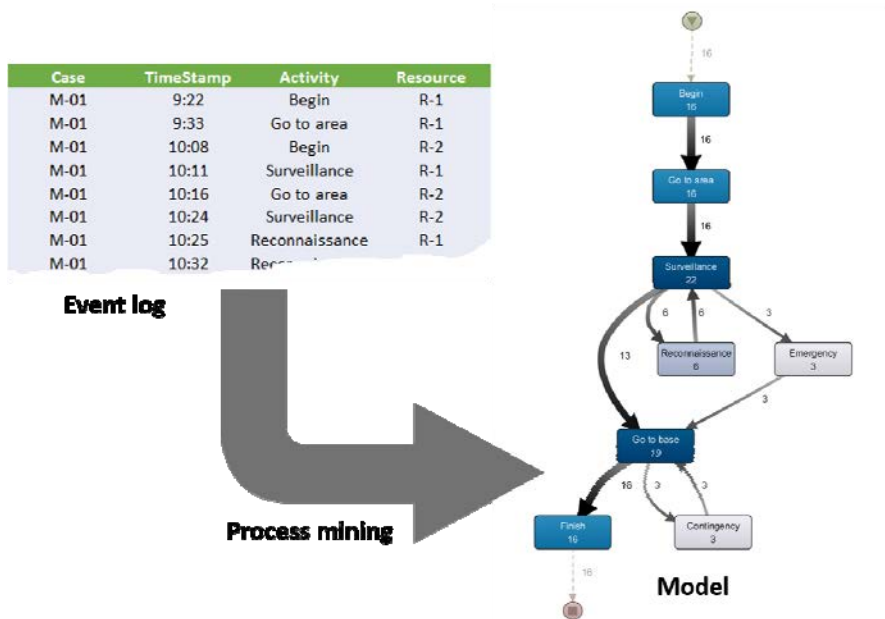 Case TimeStamp Activity Resource
M-01 9:22 Begin R-1
M-01 9:33 Go to area R-1
M-01 10:08 Begin R-2
M-01 10:11 Surveillance R-1
M-01 10:16 Go to area R-2
M-01 10:24 Surveillance R-2
M-01 10:25 Reconnaissance R-1
M-01 10:32
Event log
Process mining
16
Begin
16
16
Go to area
16
16
Surveillance
22
6 6 3
13
Reconnaissance
6
Emergency
3
3
Go to base
19
16 3 3
Finish
16
Contingency
3
16
Model